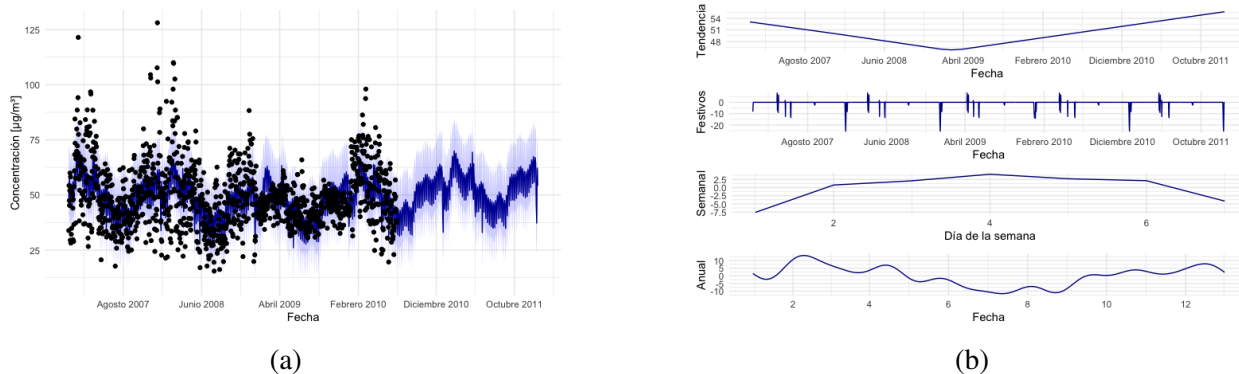 Concentración [µg/m³]
125
100
75
50
25
Agosto 2007 Junio 2008 Abril 2009 Febrero 2010 Diciembre 2010 Octubre 2011
Fecha
(a)
Tendencia
54
51
48
Agosto 2007 Junio 2008 Abril 2009 Febrero 2010 Diciembre 2010 Octubre 2011
Fecha
Festivos
0
-10
-20
Agosto 2007 Junio 2008 Abril 2009 Febrero 2010 Diciembre 2010 Octubre 2011
Fecha
Semanal
2.5
0.0
-2.5
-5.0
-7.5
2 4 6
Día de la semana
Anual
10
5
0
-5
-10
2 4 6 8 10 12
Fecha
(b)